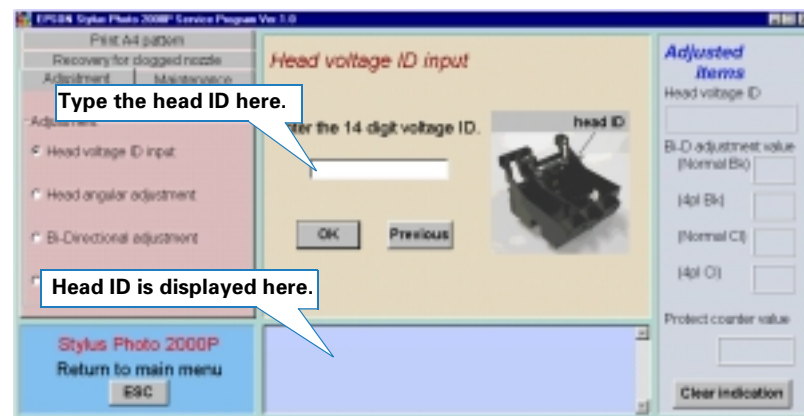 EPSON Stylus Photo 2000P Service Program Ver 1.0
Print A4 pattern
Recovery for clogged nozzle
Adjustment Maintenance
Type the head ID here.
Adjustment
Head voltage ID input
Head angular adjustment
Bi-Directional adjustment
Head voltage ID input
the 14 digit voltage ID.
head ID
OK Previous
Head ID is displayed here.
Stylus Photo 2000P
Return to main menu
ESC
Adjusted
items
Head voltage ID
Bi-D adjustment value
(Normal Bk)
(4pl Bk)
(Normal Cl)
(4pl Cl)
Protect counter value
Clear indication